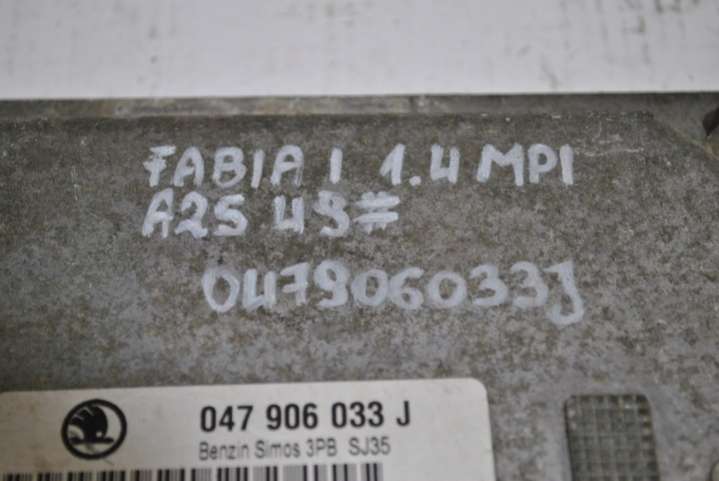 FABIA I 1.4 MPI
A25 49#
047906033J
047 906 033 J
Benzin Simos 3PB SJ35